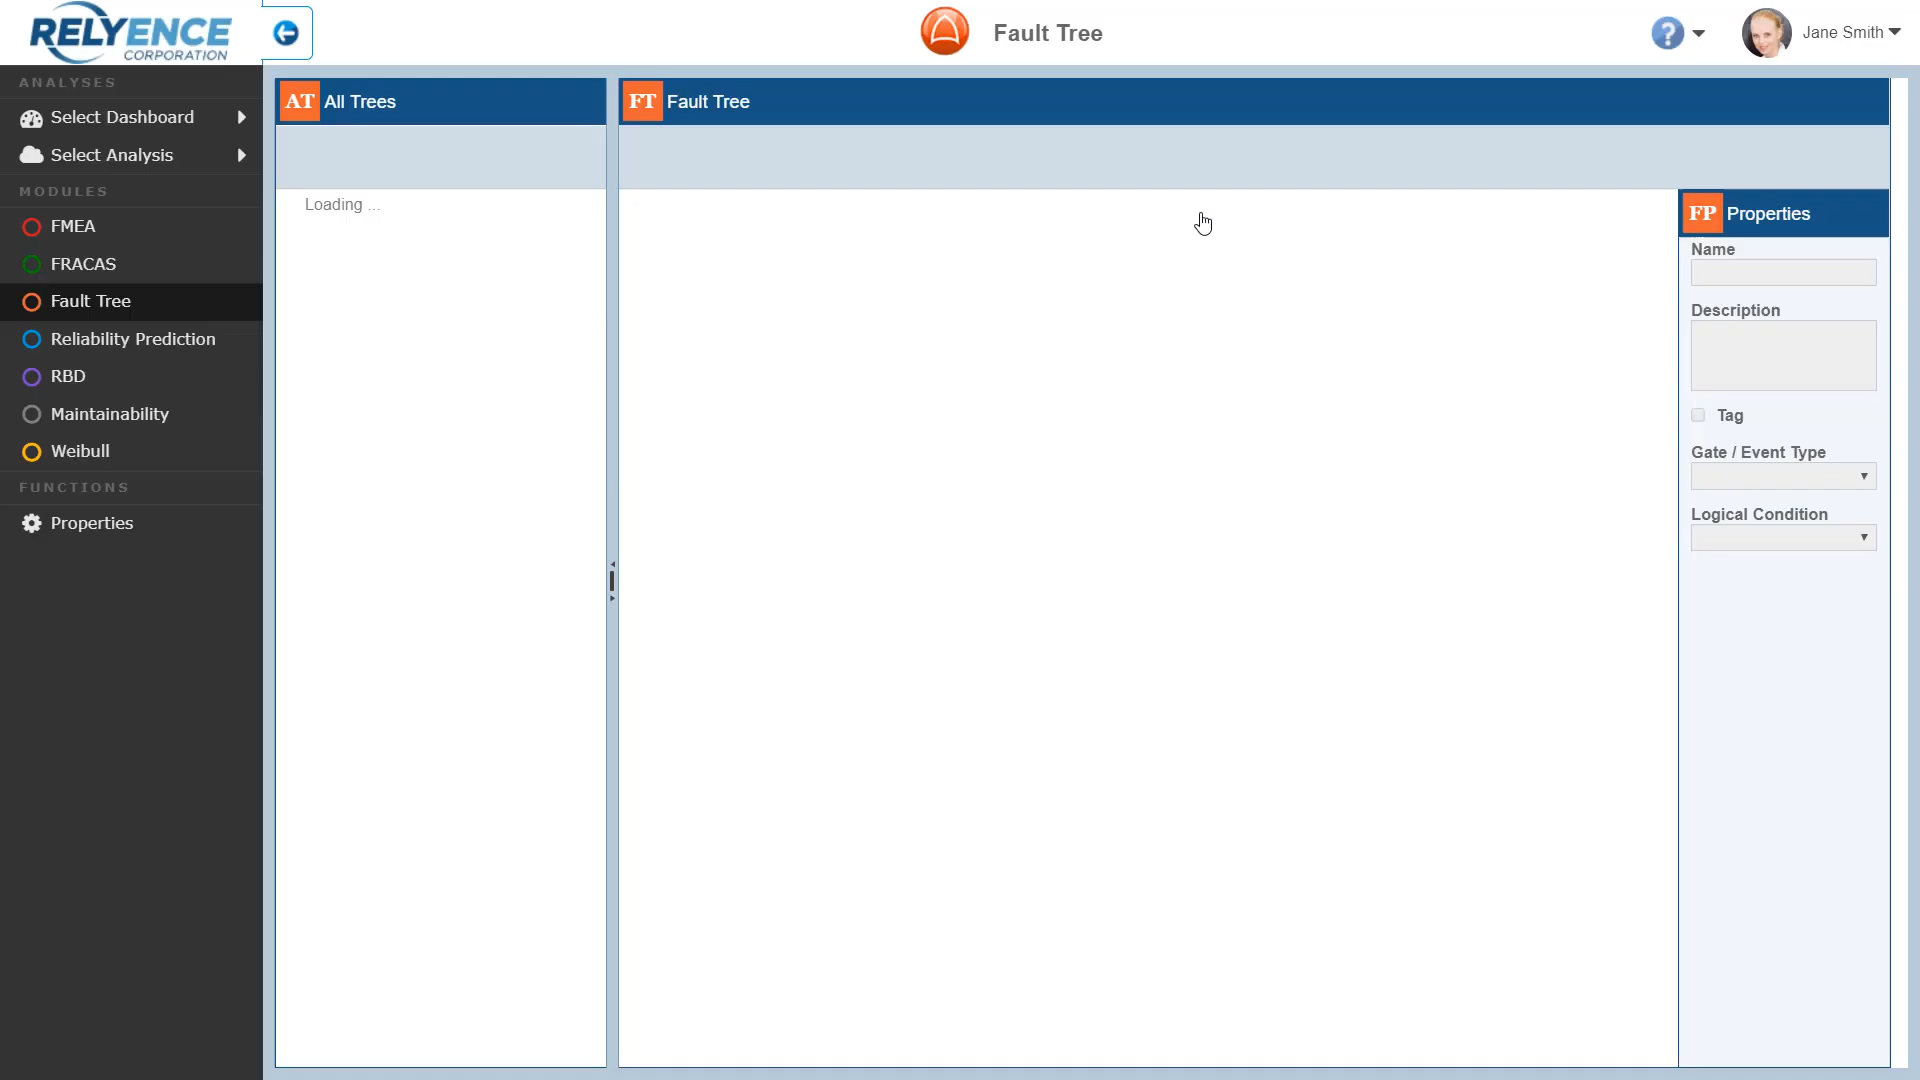 RELYENCE
CORPORATION
Fault Tree
?
Jane Smith
ANALYSES
Select Dashboard
Select Analysis
MODULES
FMEA
FRACAS
Fault Tree
Reliability Prediction
RBD
Maintainability
Weibull
FUNCTIONS
Properties
AT All Trees
Loading ...
FT Fault Tree
FP Properties
Name
Description
Tag
Gate / Event Type
Logical Condition